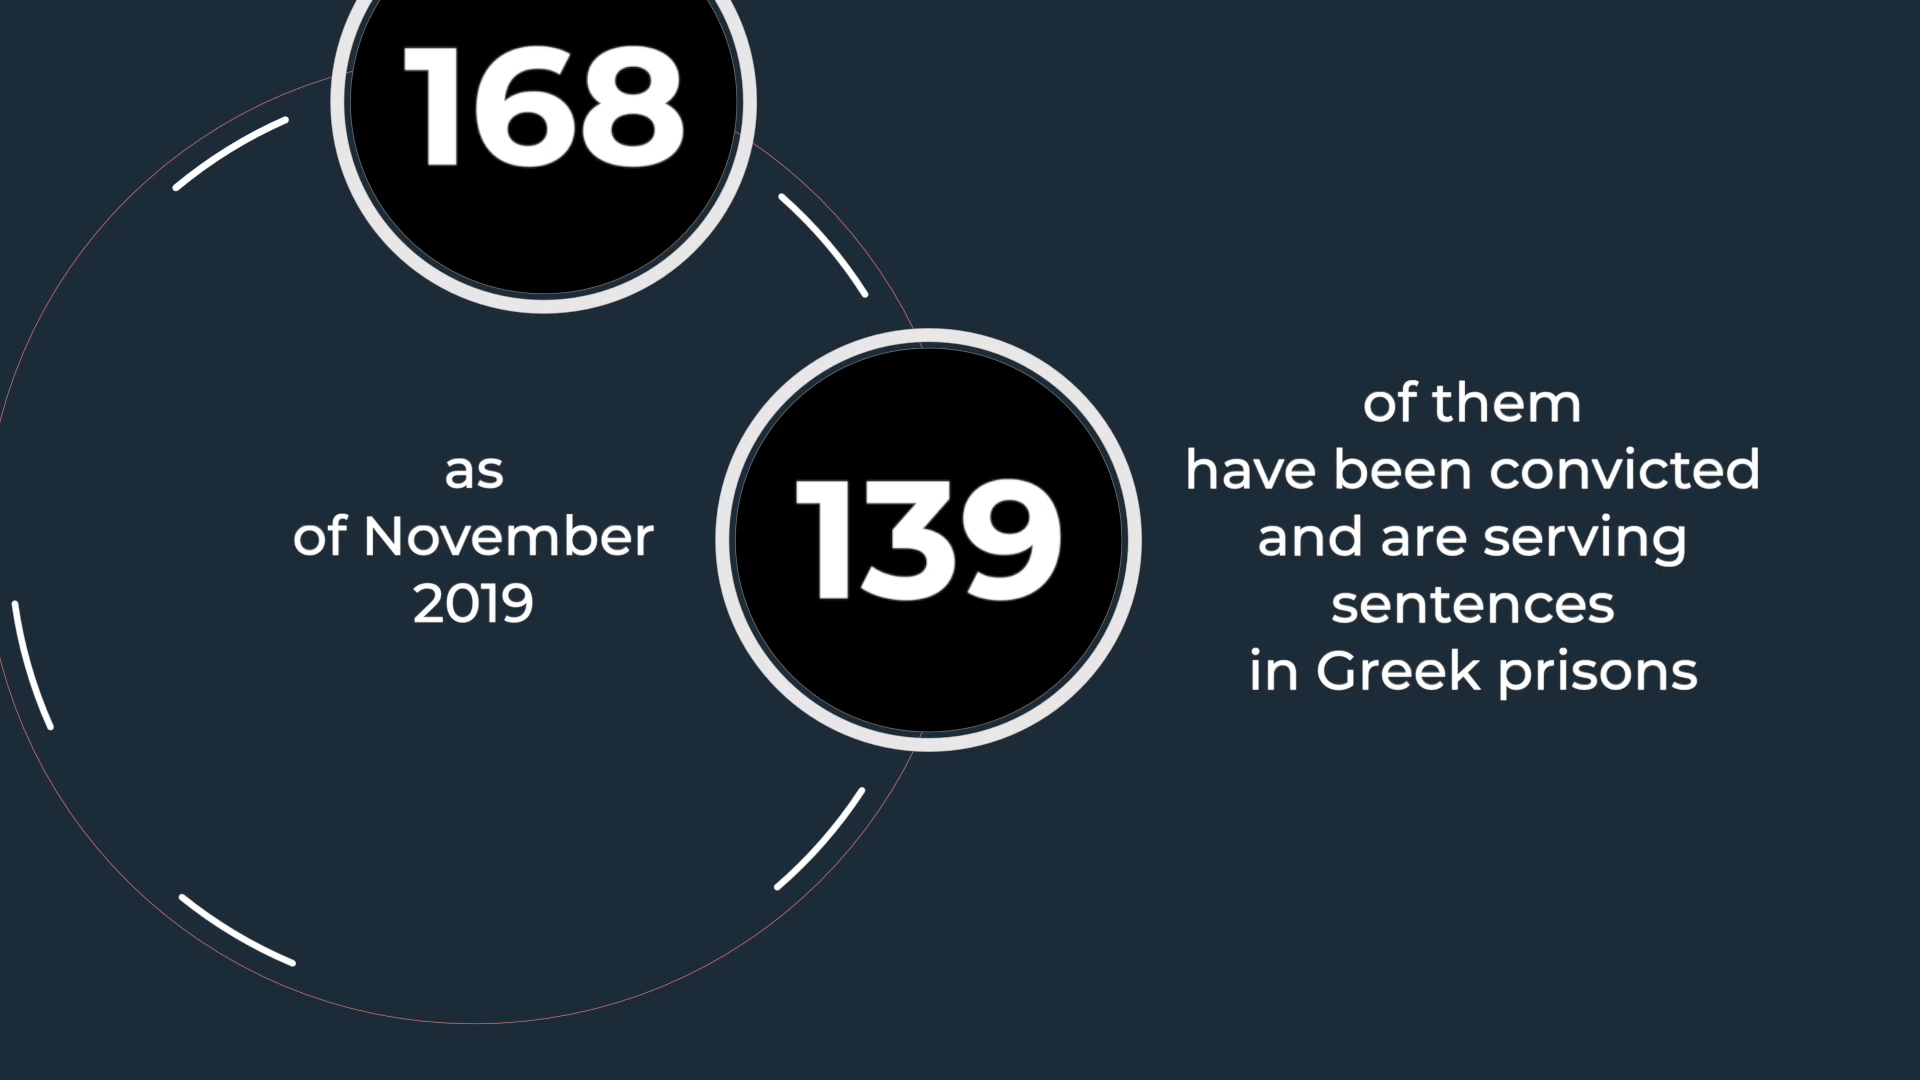 168
as
of November
2019
139
of them
have been convicted
and are serving
sentences
in Greek prisons